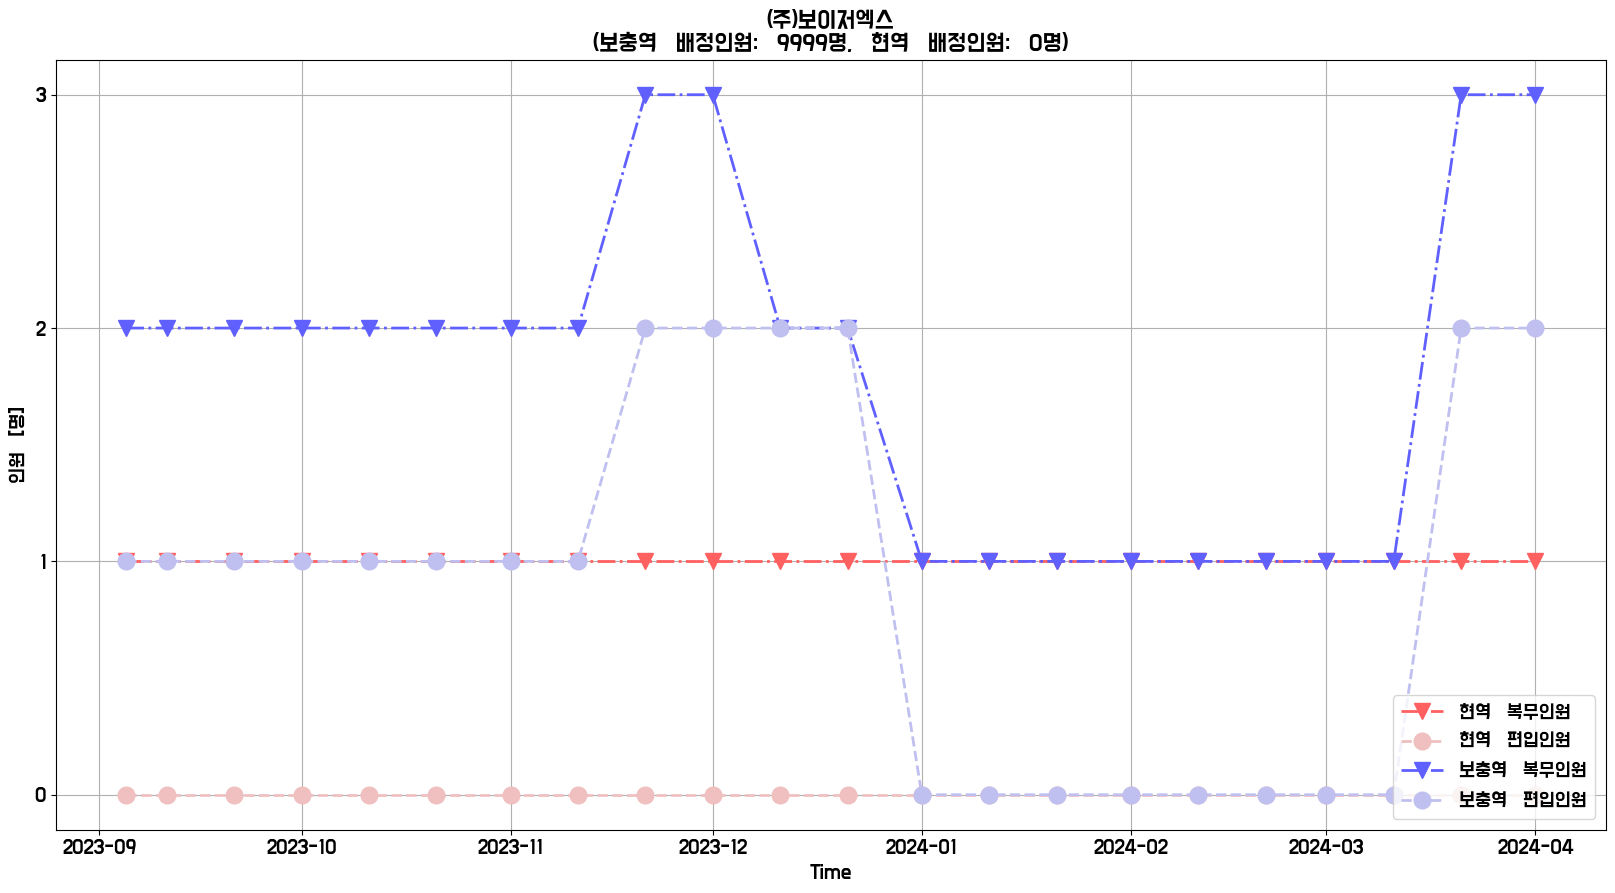 (주)보이저엑스
(보충역 배정인원: 9999명, 현역 배정인원: 0명)
3
2
1
0
인원 [명]
2023-09 2023-10 2023-11 2023-12 2024-01 2024-02 2024-03 2024-04
Time
현역 복무인원
현역 편입인원
보충역 복무인원
보충역 편입인원